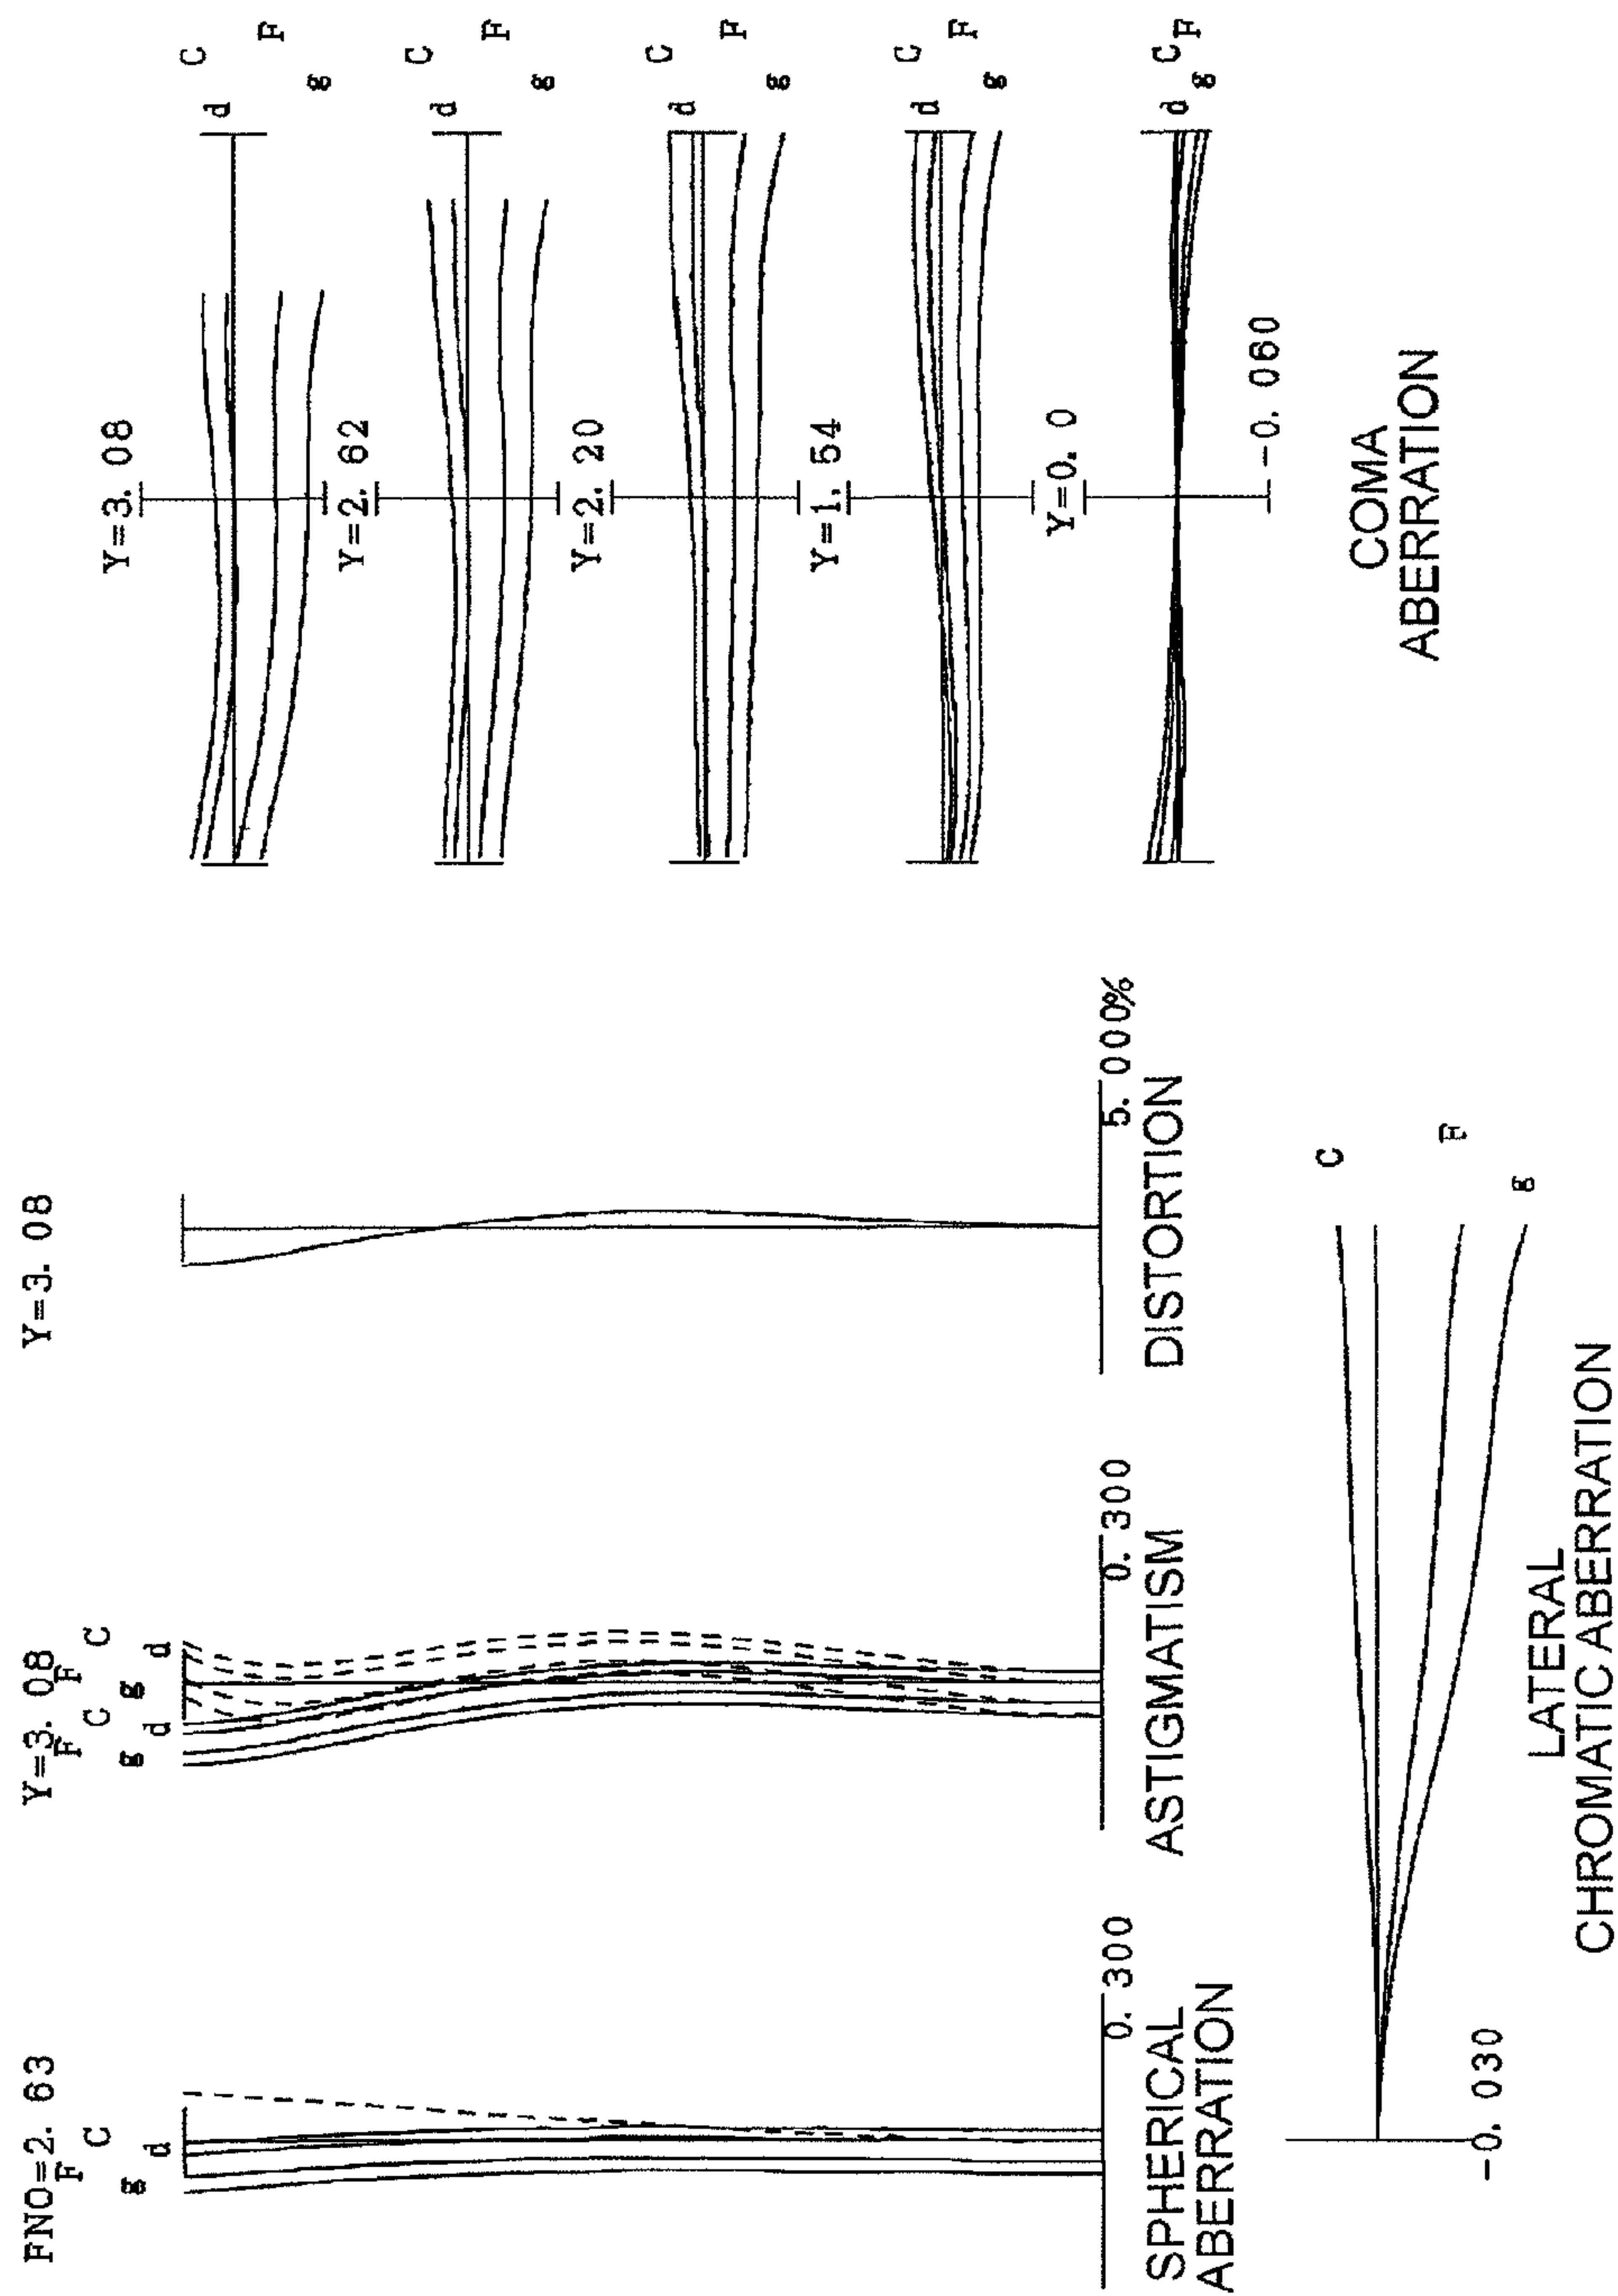 FNO=2. 63
F
C
g
d
0. 300
SPHERICAL
ABERRATION
Y=3. 08
F
C
F
C
g
d
g
d
0. 300
ASTIGMATISM
Y=3. 08
5. 000%
DISTORTION
C
F
g
-0. 030
LATERAL
CHROMATIC ABERRATION
Y=3. 08
C
d
F
g
Y=2. 62
C
d
F
g
Y=2. 20
C
d
F
g
Y=1. 54
C
d
F
g
Y=0. 0
C
F
d
g
-0. 060
COMA
ABERRATION